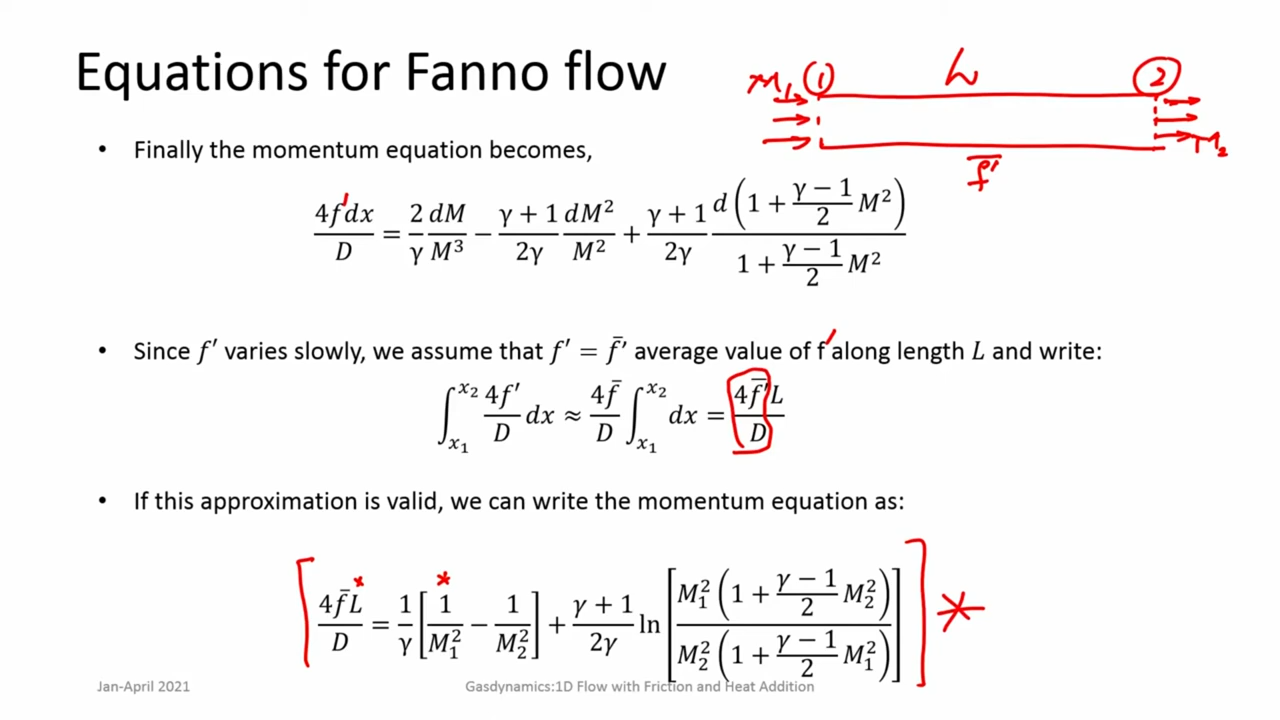 Equations for Fanno flow
M₁ ① L ②
M₂
f̄'
• Finally the momentum equation becomes,
4f'dx/D = (2/γ)(dM/M³) − ((γ + 1)/2γ)(dM²/M²) + ((γ + 1)/2γ) d(1 + ((γ − 1)/2)M²)/(1 + ((γ − 1)/2)M²)
• Since f' varies slowly, we assume that f' = f̄' average value of f' along length L and write:
∫_{x₁}^{x₂} (4f'/D) dx ≈ (4f̄/D) ∫_{x₁}^{x₂} dx = 4f̄'L/D
• If this approximation is valid, we can write the momentum equation as:
[4f̄L*/D = (1/γ)[1*/M₁² − 1/M₂²] + ((γ + 1)/2γ) ln[M₁²(1 + ((γ − 1)/2)M₂²)/(M₂²(1 + ((γ − 1)/2)M₁²))]] *
Jan-April 2021
Gasdynamics:1D Flow with Friction and Heat Addition